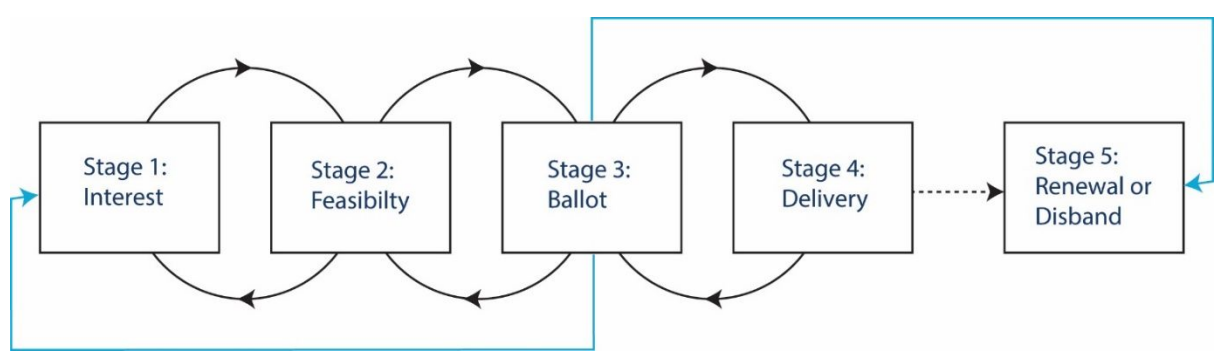 Stage 1:
Interest
Stage 2:
Feasibilty
Stage 3:
Ballot
Stage 4:
Delivery
Stage 5:
Renewal or
Disband